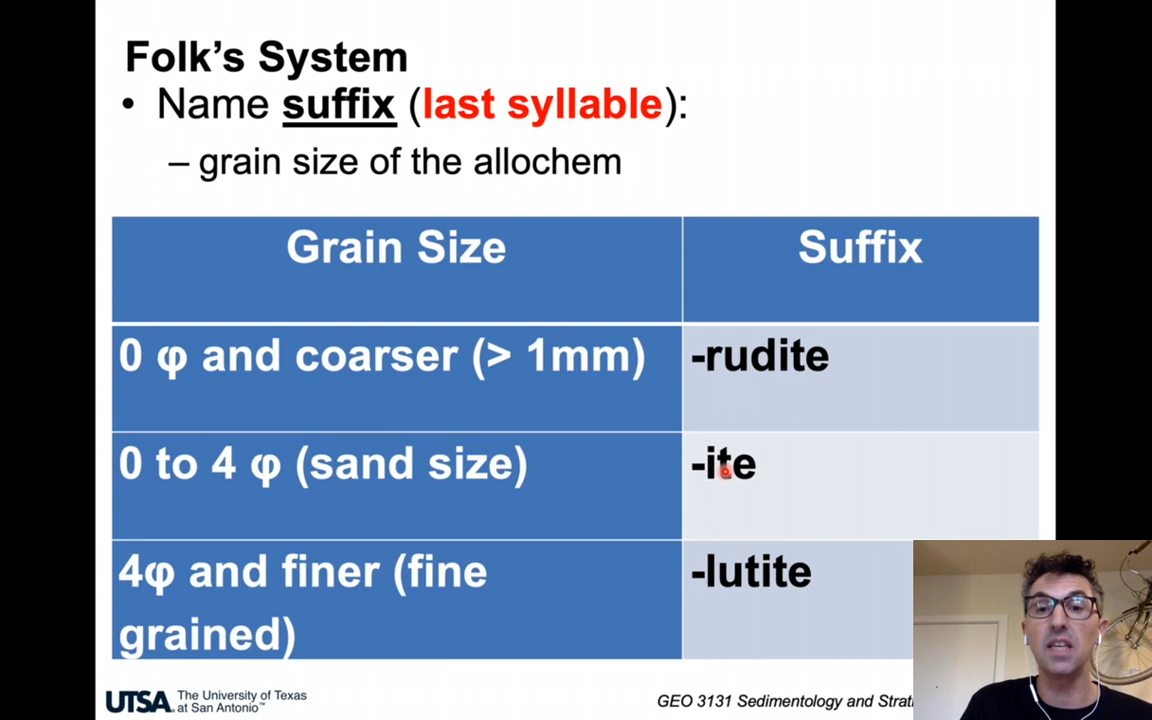 Folk’s System
• Name suffix (last syllable):
– grain size of the allochem
Grain Size Suffix
0 φ and coarser (> 1mm) -rudite
0 to 4 φ (sand size) -ite
4φ and finer (fine -lutite
grained)
UTSA The University of Texas
at San Antonio™
GEO 3131 Sedimentology and